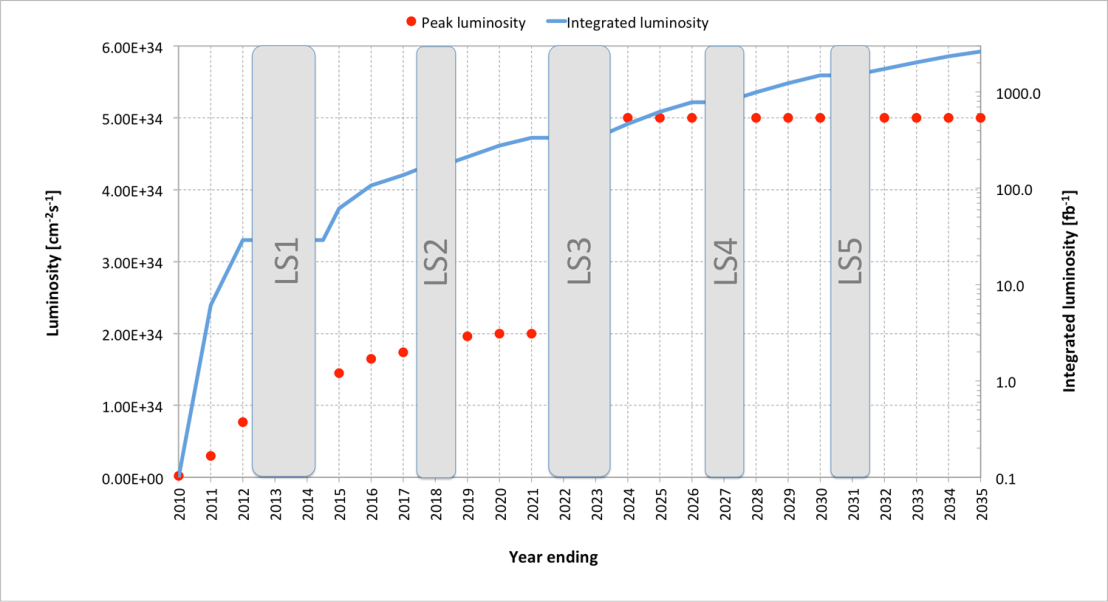 Peak luminosity
Integrated luminosity
6.00E+34
5.00E+34
4.00E+34
3.00E+34
2.00E+34
1.00E+34
0.00E+00
Luminosity [cm⁻²s⁻¹]
LS1
LS2
LS3
LS4
LS5
1000.0
100.0
10.0
1.0
0.1
Integrated luminosity [fb⁻¹]
2010
2011
2012
2013
2014
2015
2016
2017
2018
2019
2020
2021
2022
2023
2024
2025
2026
2027
2028
2029
2030
2031
2032
2033
2034
2035
Year ending